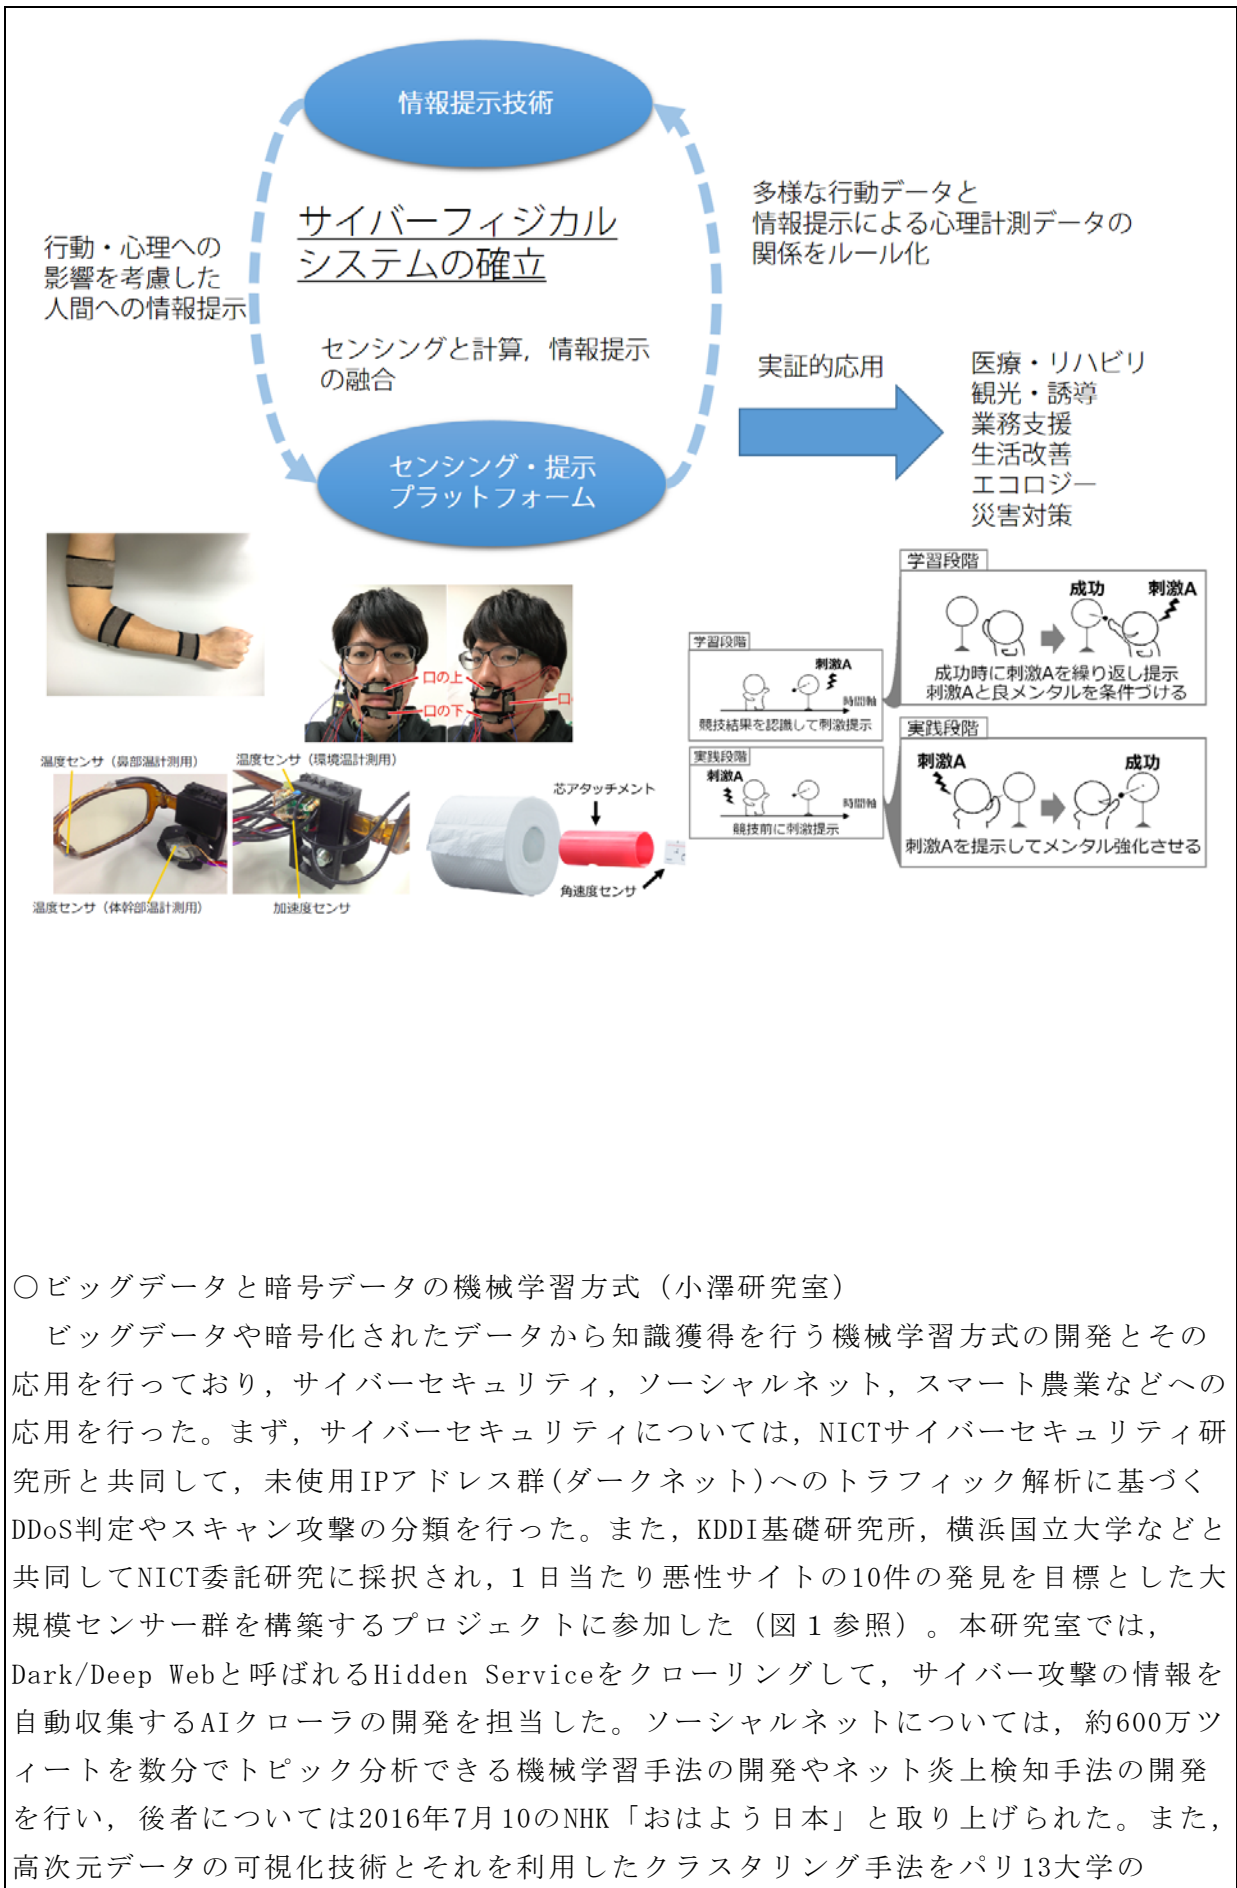 情報提示技術
サイバーフィジカル
システムの確立
行動・心理への
影響を考慮した
人間への情報提示
多様な行動データと
情報提示による心理計測データの
関係をルール化
センシングと計算，情報提示
の融合
実証的応用
医療・リハビリ
観光・誘導
業務支援
生活改善
エコロジー
災害対策
センシング・提示
プラットフォーム
口の上
口の下
口
温度センサ（鼻部温計測用）
温度センサ（環境温計測用）
温度センサ（体幹部温計測用）
加速度センサ
芯アタッチメント
角速度センサ
学習段階
刺激A
時間軸
競技結果を認識して刺激提示
実践段階
刺激A
時間軸
競技前に刺激提示
学習段階
成功
刺激A
成功時に刺激Aを繰り返し提示
刺激Aと良メンタルを条件づける
実践段階
刺激A
成功
刺激Aを提示してメンタル強化させる
○ビッグデータと暗号データの機械学習方式（小澤研究室）
　ビッグデータや暗号化されたデータから知識獲得を行う機械学習方式の開発とその
応用を行っており，サイバーセキュリティ，ソーシャルネット，スマート農業などへの
応用を行った。まず，サイバーセキュリティについては，NICTサイバーセキュリティ研
究所と共同して，未使用IPアドレス群(ダークネット)へのトラフィック解析に基づく
DDoS判定やスキャン攻撃の分類を行った。また，KDDI基礎研究所，横浜国立大学などと
共同してNICT委託研究に採択され，１日当たり悪性サイトの10件の発見を目標とした大
規模センサー群を構築するプロジェクトに参加した（図１参照）。本研究室では，
Dark/Deep Webと呼ばれるHidden Serviceをクローリングして，サイバー攻撃の情報を
自動収集するAIクローラの開発を担当した。ソーシャルネットについては，約600万ツ
ィートを数分でトピック分析できる機械学習手法の開発やネット炎上検知手法の開発
を行い，後者については2016年7月10のNHK「おはよう日本」と取り上げられた。また，
高次元データの可視化技術とそれを利用したクラスタリング手法をパリ13大学の